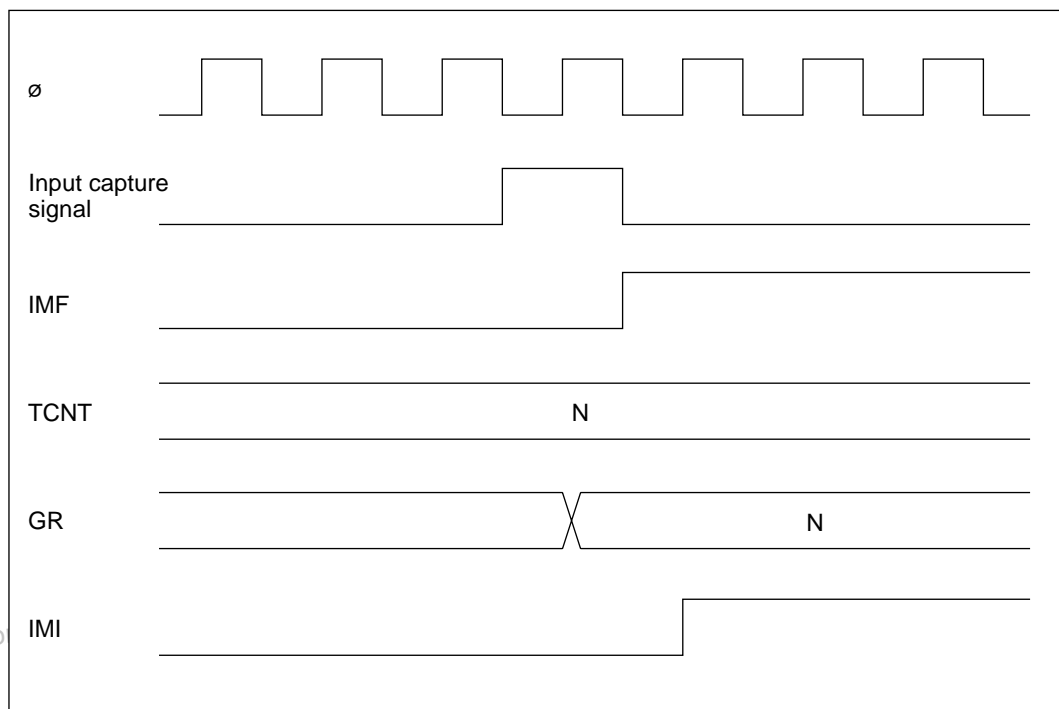 ø
Input capture
signal
IMF
TCNT
N
GR
N
IMI